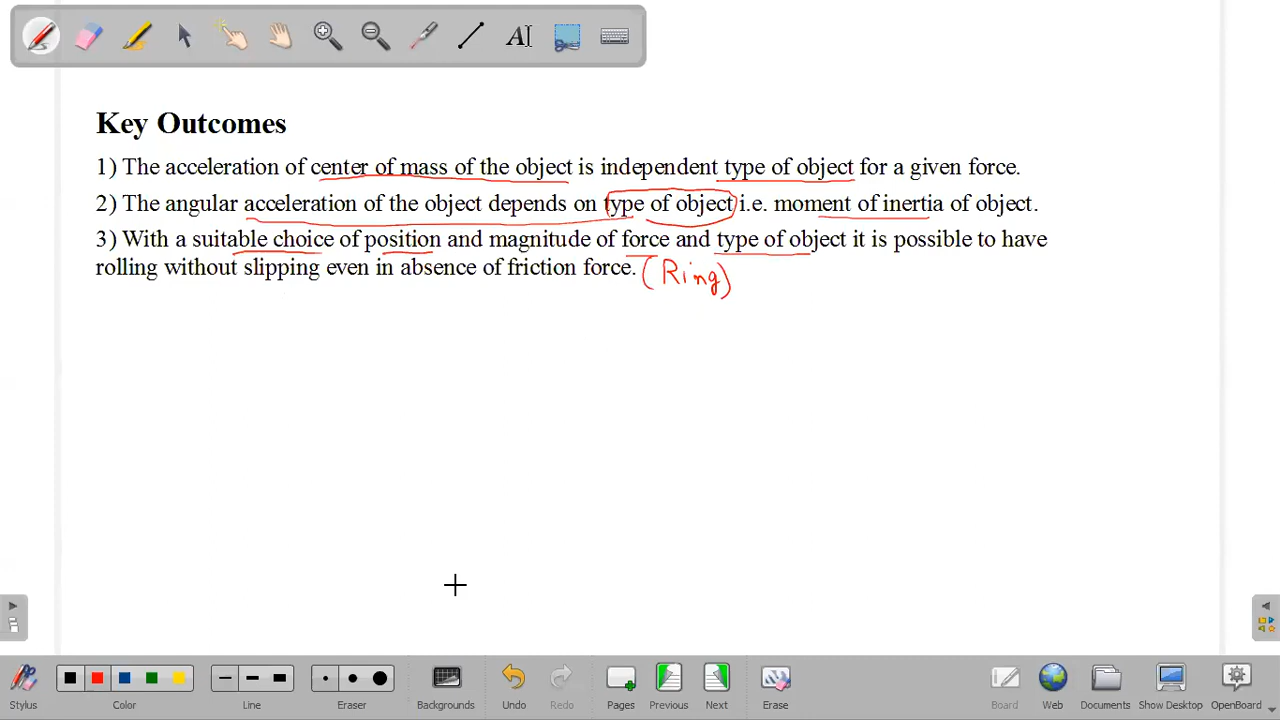 AI
Key Outcomes
1) The acceleration of center of mass of the object is independent type of object for a given force.
2) The angular acceleration of the object depends on type of object i.e. moment of inertia of object.
3) With a suitable choice of position and magnitude of force and type of object it is possible to have
rolling without slipping even in absence of friction force. (Ring)
Stylus Color Line Eraser Backgrounds Undo Redo Pages Previous Next Erase Board Web Documents Show Desktop OpenBoard